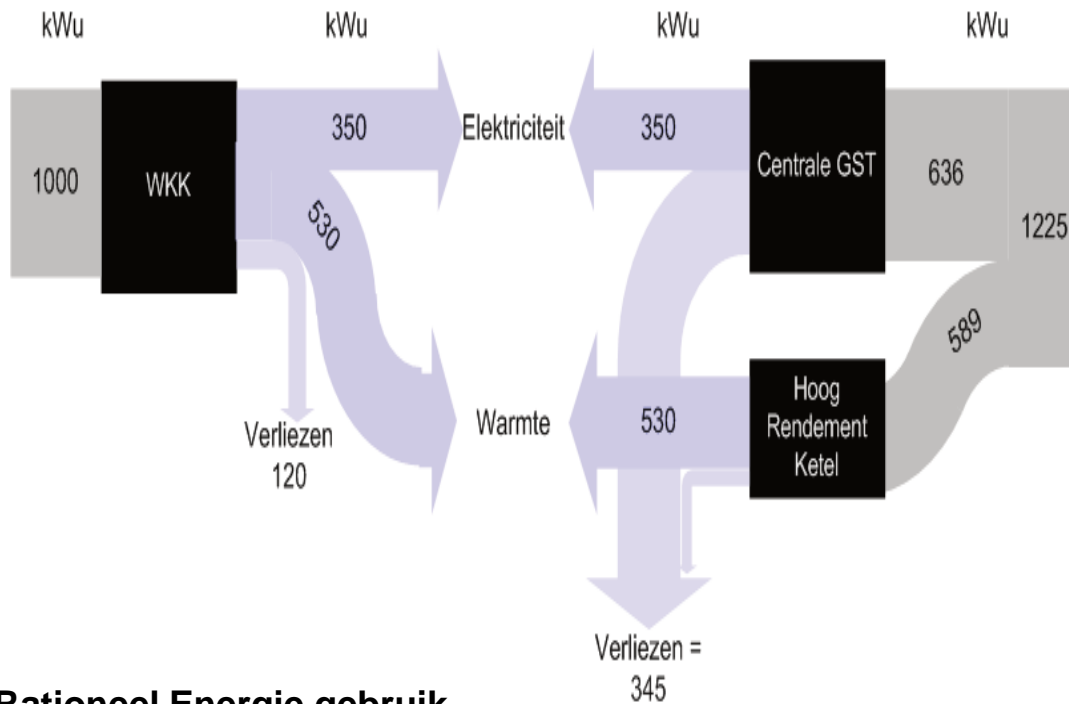 kWu
kWu
kWu
kWu
1000
WKK
350
Elektriciteit
350
Centrale GST
636
1225
530
589
Verliezen
120
Warmte
530
Hoog
Rendement
Ketel
Verliezen =
345
Rationeel Energie gebruik